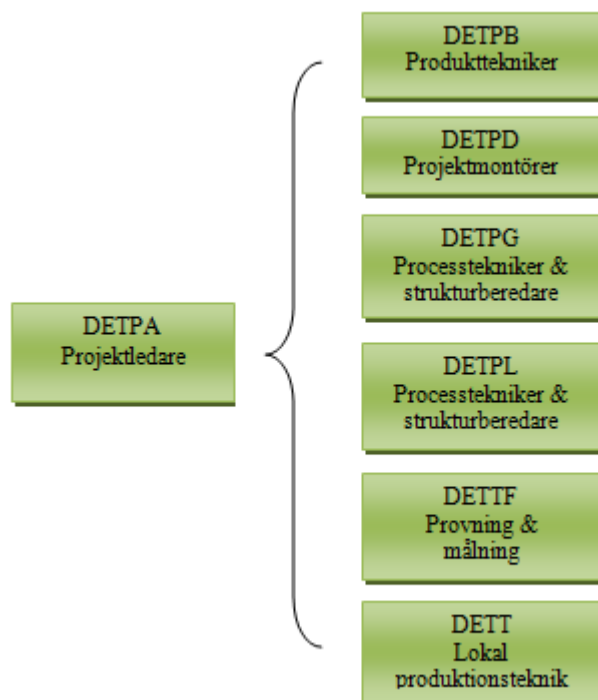 DETPA
Projektledare
DETPB
Produkttekniker
DETPD
Projektmontörer
DETPG
Processtekniker &
strukturberedare
DETPL
Processtekniker &
strukturberedare
DETTF
Provning &
målning
DETT
Lokal
produktionsteknik